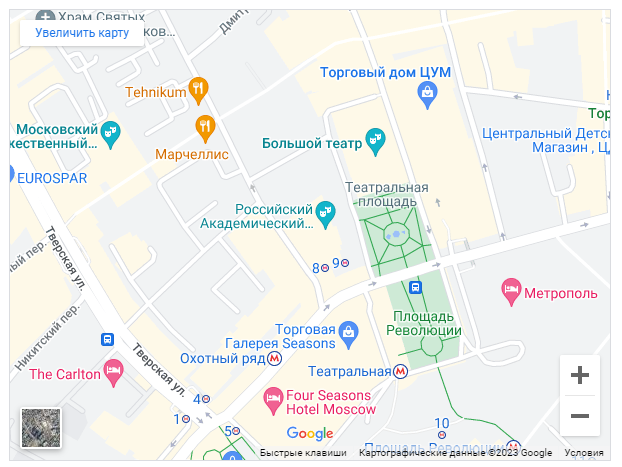 Храм Святых
Дмит
Увеличить карту
Торговый дом ЦУМ
Tehnikum
Московский
жественный...
Марчеллис
Большой театр
Тор
Центральный Детс
Магазин , Ц
EUROSPAR
Театральная
площадь
Российский
Академический...
Тверская ул.
ный пер.
8
9
Метрополь
Площадь
Революции
Никитский пер.
Торговая
Галерея Seasons
Охотный ряд
Театральная
Тверская ул.
The Carlton
Four Seasons
Hotel Moscow
4
1
5
10
Площадь Революции
Google
Быстрые клавиши
Картографические данные ©2023 Google
Условия